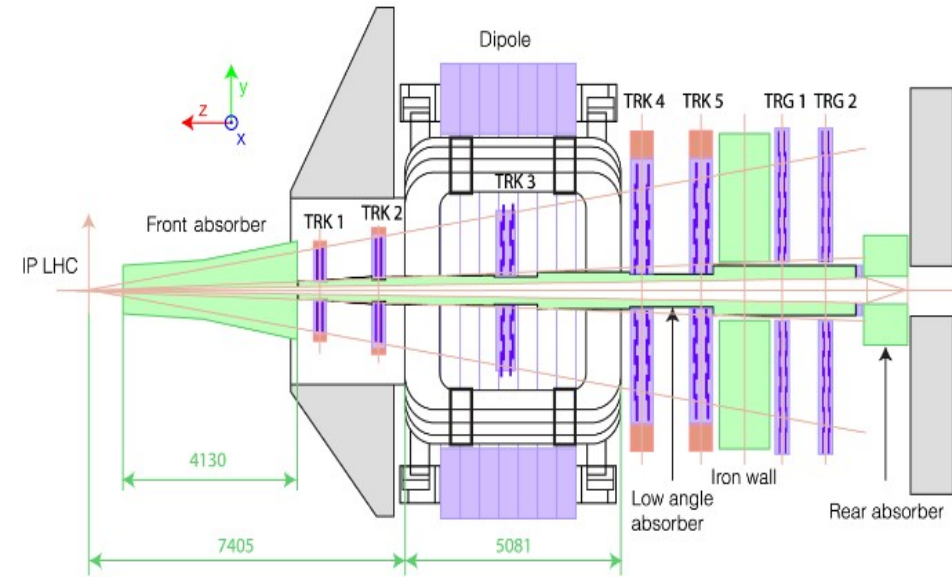 Dipole
y
z
x
TRK 4
TRK 5
TRG 1
TRG 2
TRK 3
TRK 1
TRK 2
Front absorber
IP LHC
4130
Iron wall
Low angle
absorber
Rear absorber
7405
5081